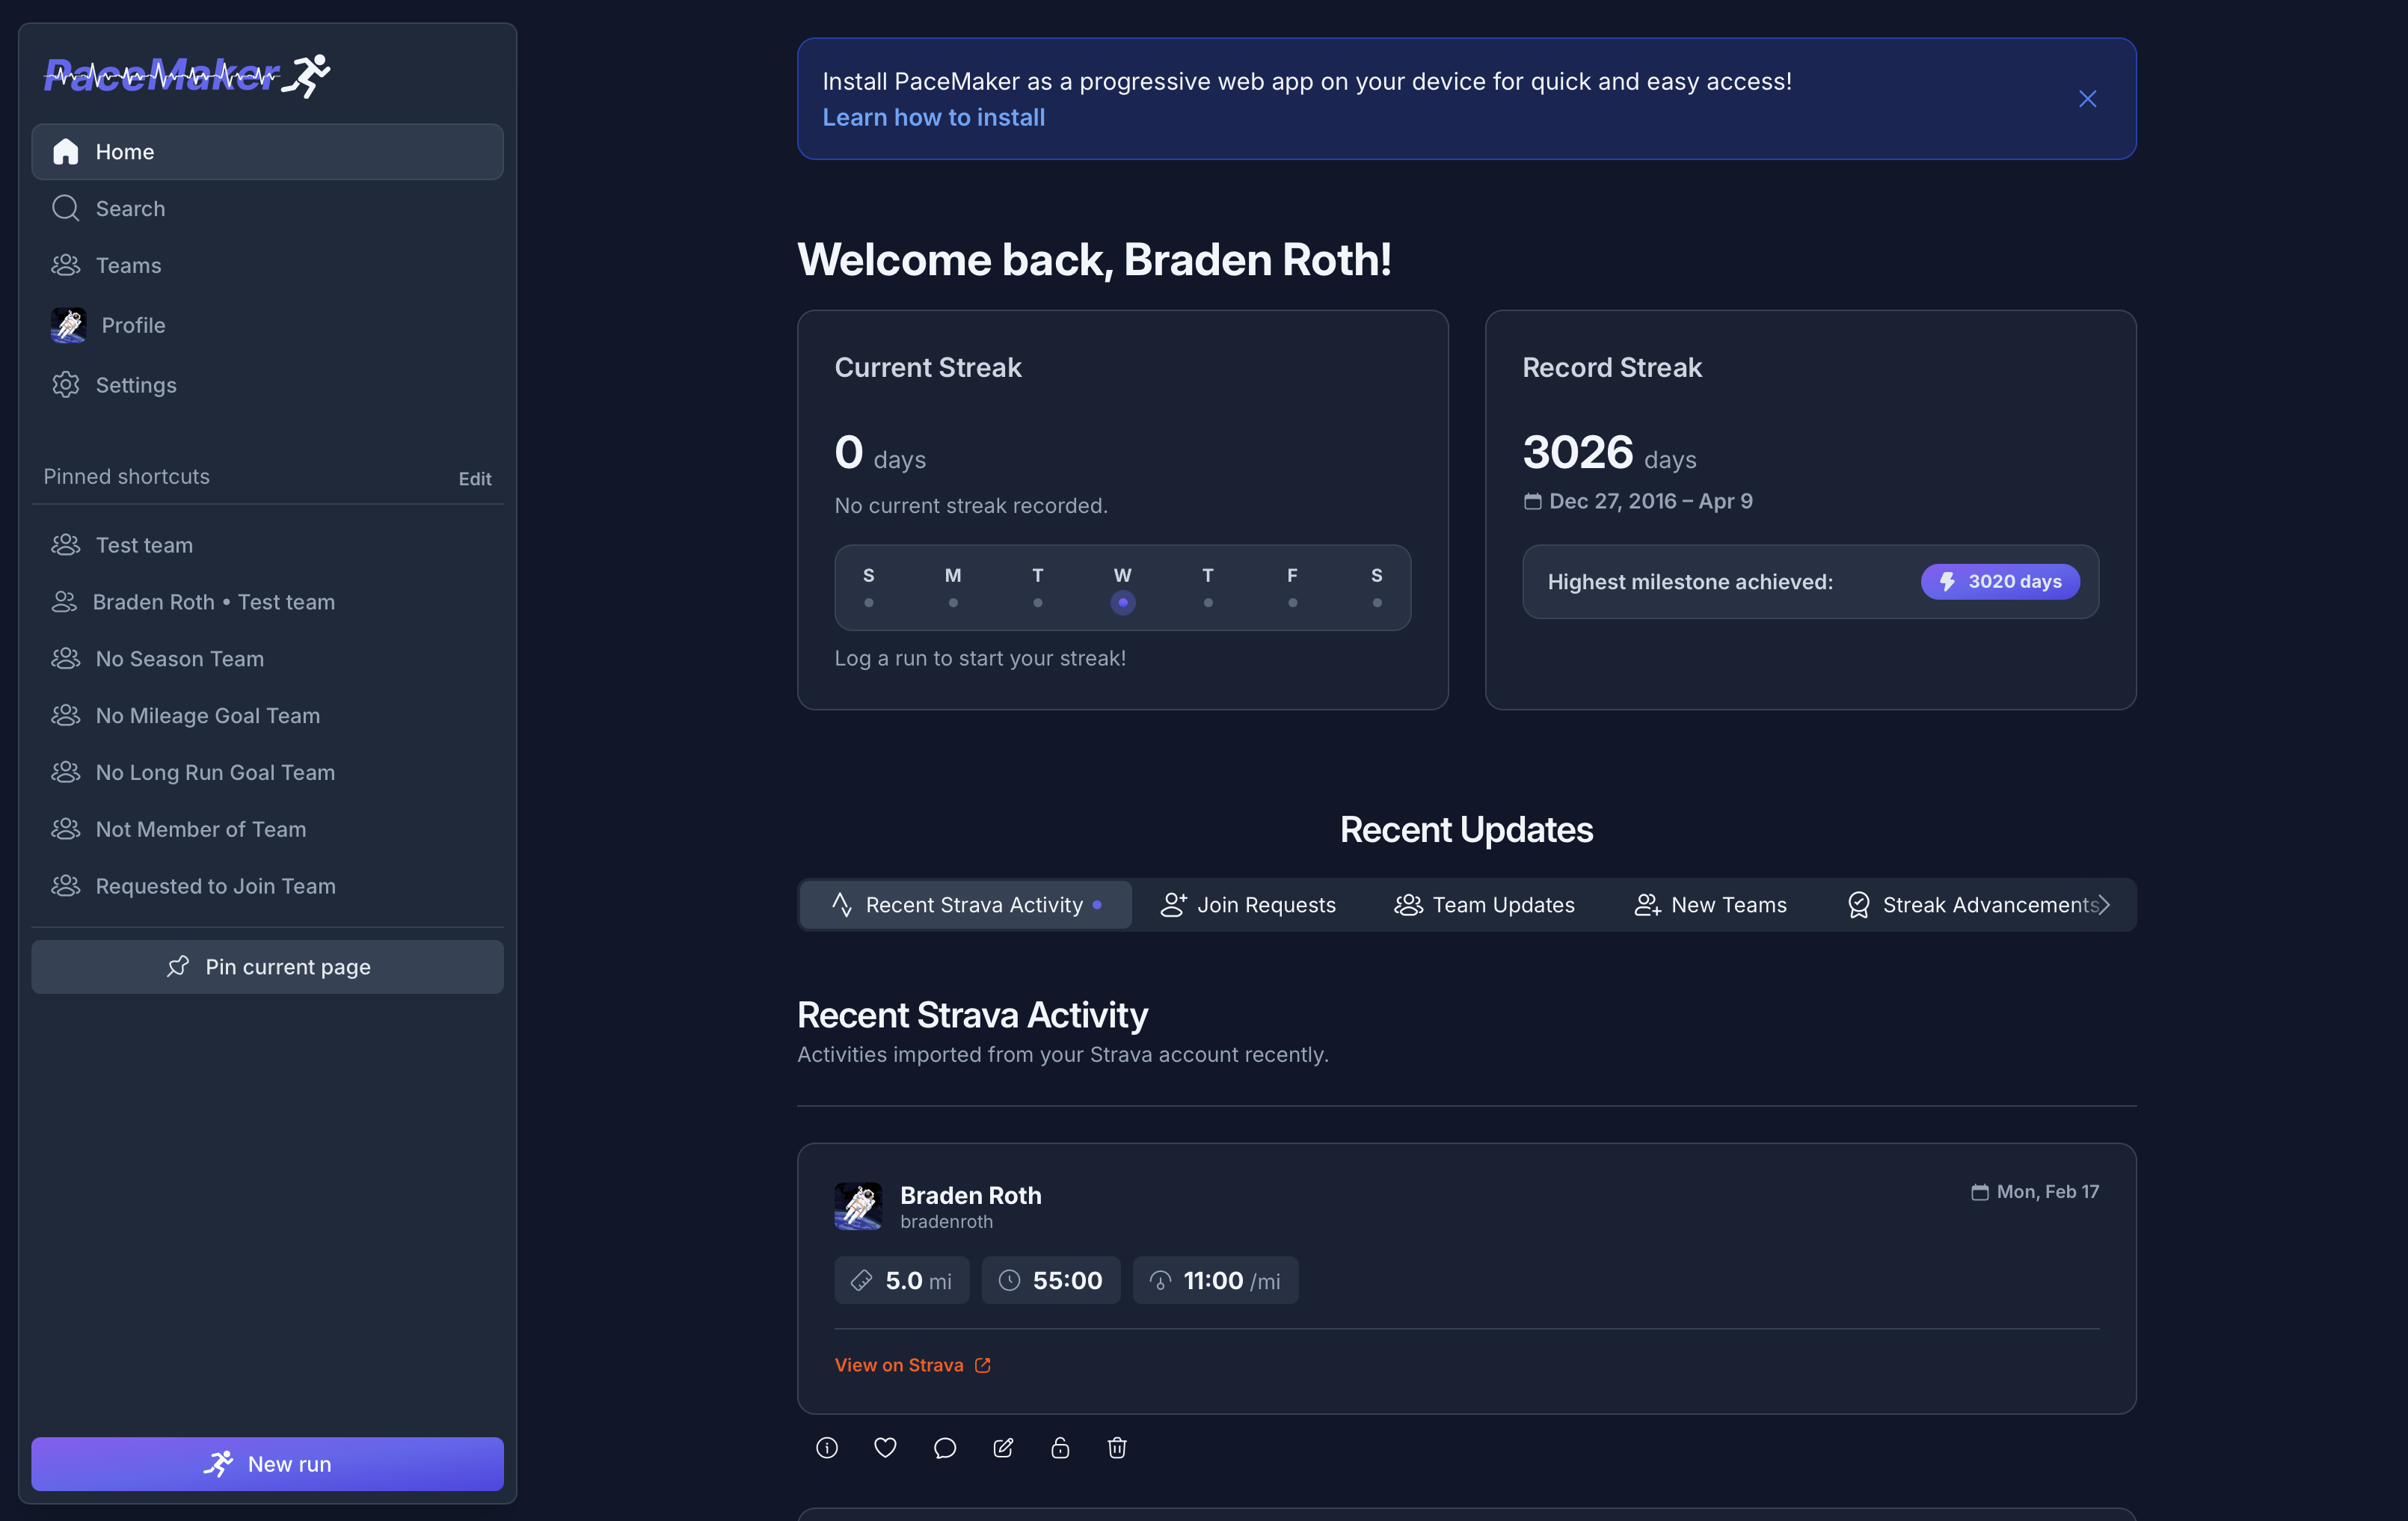 PaceMaker
Home
Search
Teams
Profile
Settings
Pinned shortcuts
Edit
Test team
Braden Roth • Test team
No Season Team
No Mileage Goal Team
No Long Run Goal Team
Not Member of Team
Requested to Join Team
Pin current page
New run
Install PaceMaker as a progressive web app on your device for quick and easy access!
Learn how to install
Welcome back, Braden Roth!
Current Streak
0 days
No current streak recorded.
S M T W T F S
Log a run to start your streak!
Record Streak
3026 days
Dec 27, 2016 – Apr 9
Highest milestone achieved:
3020 days
Recent Updates
Recent Strava Activity
Join Requests
Team Updates
New Teams
Streak Advancements
Recent Strava Activity
Activities imported from your Strava account recently.
Braden Roth
bradenroth
Mon, Feb 17
5.0 mi
55:00
11:00 /mi
View on Strava